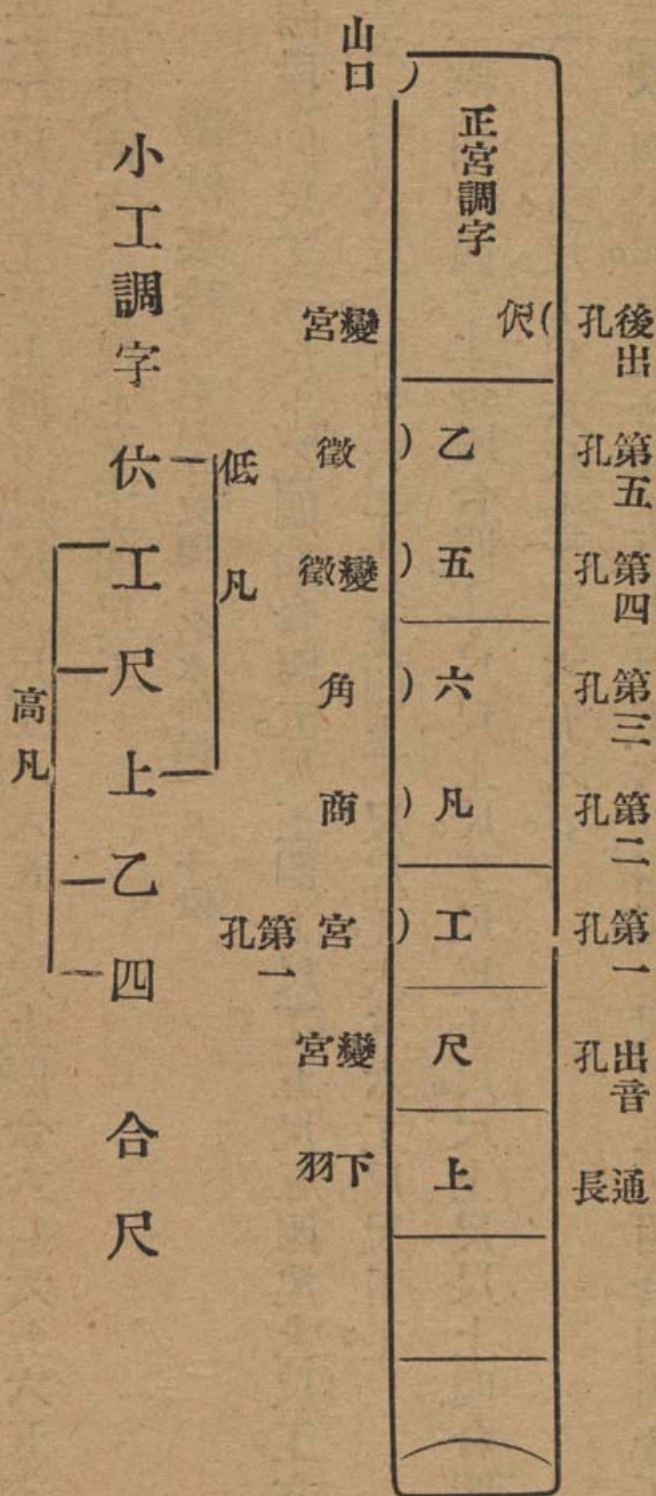 山口
正宮調字
後出孔
第五孔
第四孔
第三孔
第二孔
第一孔
出音孔
通長
伬
乙
五
六
凡
工
尺
上
變宮
徵
變徵
角
商
宮
第一孔
變宮
下羽
低凡
小工調字
伬
工
尺
上
乙
四
合
尺
高凡